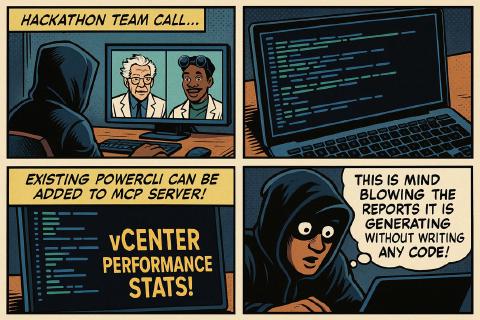 HACKATHON TEAM CALL...
EXISTING POWERCLI CAN BE
ADDED TO MCP SERVER!
vCENTER
PERFORMANCE
STATS!
THIS IS MIND
BLOWING THE
REPORTS IT IS
GENERATING
WITHOUT WRITING
ANY CODE!